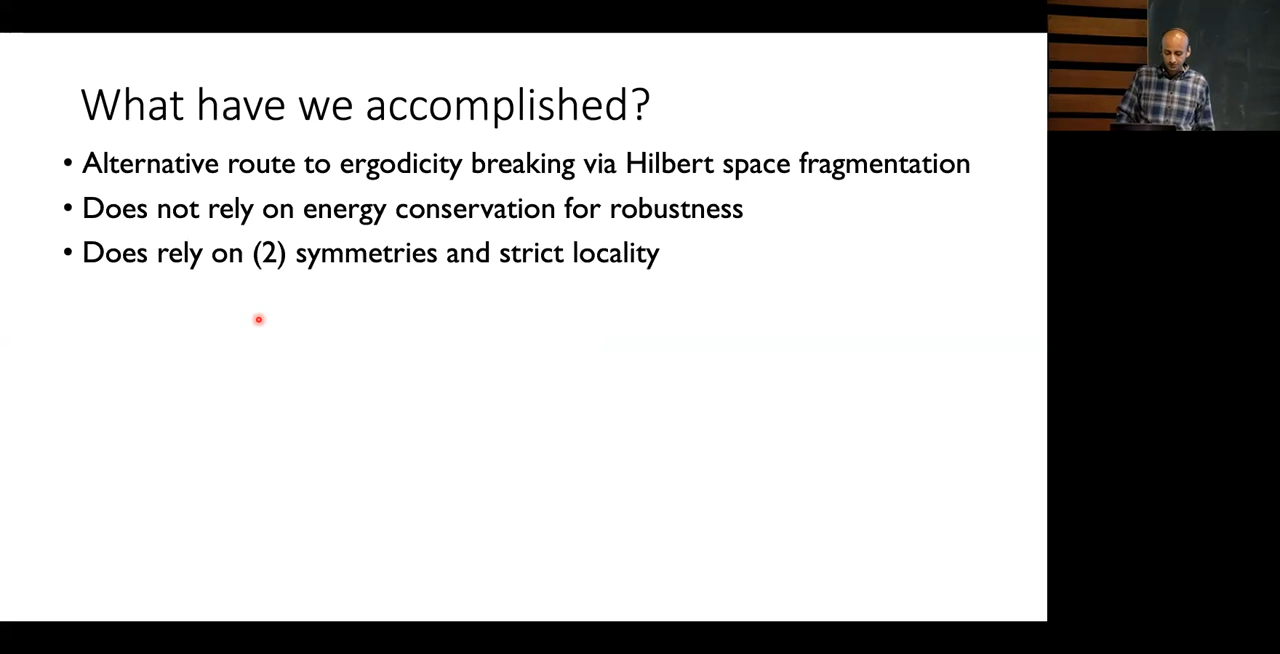 What have we accomplished?
• Alternative route to ergodicity breaking via Hilbert space fragmentation
• Does not rely on energy conservation for robustness
• Does rely on (2) symmetries and strict locality